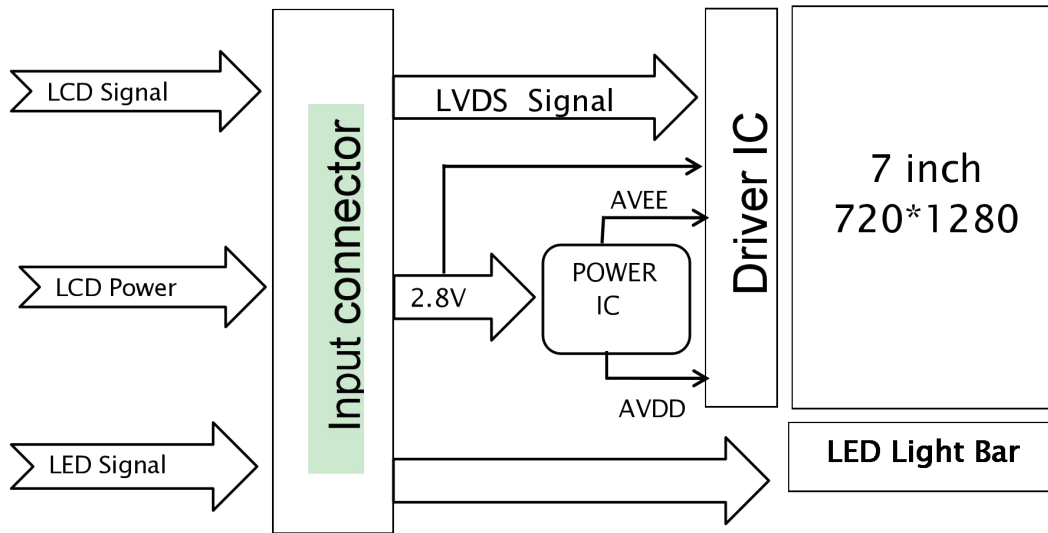 LCD Signal
LCD Power
LED Signal
Input connector
LVDS  Signal
2.8V
AVEE
POWER
IC
AVDD
Driver IC
7 inch
720*1280
LED Light Bar